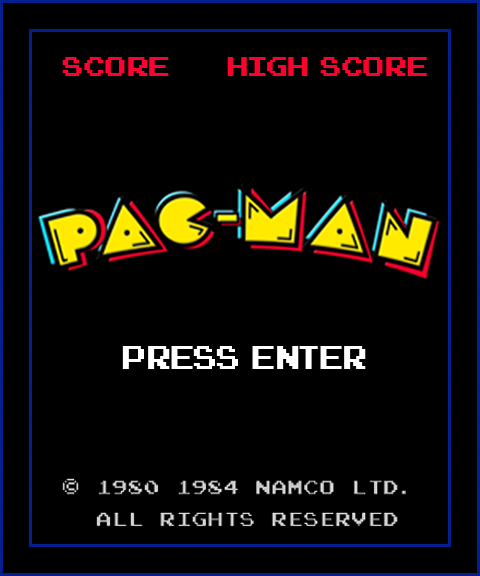 SCORE HIGH SCORE
PAC-MAN
PRESS ENTER
© 1980 1984 NAMCO LTD.
ALL RIGHTS RESERVED